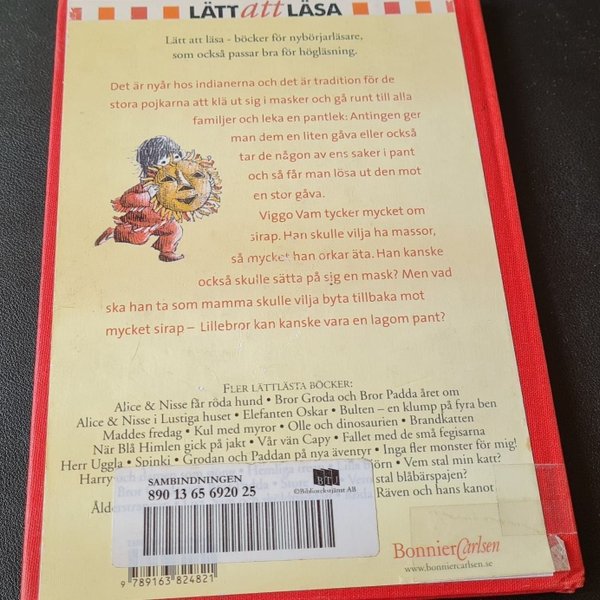 LÄTT att LÄSA
Lätt att läsa - böcker för nybörjarläsare,
som också passar bra för högläsning.
Det är nyår hos indianerna och det är tradition för de
stora pojkarna att klä ut sig i masker och gå runt till alla
familjer och leka en pantlek: Antingen ger
man dem en liten gåva eller också
tar de någon av ens saker i pant
och så får man lösa ut den mot
en stor gåva.
Viggo Vam tycker mycket om
sirap. Han skulle vilja ha massor,
så mycket han orkar äta. Han kanske
också skulle sätta på sig en mask? Men vad
ska han ta som mamma skulle vilja byta tillbaka mot
mycket sirap – Lillebror kan kanske vara en lagom pant?
FLER LÄTTLÄSTA BÖCKER:
Alice & Nisse får röda hund • Bror Groda och Bror Padda året om
Alice & Nisse i Lustiga huset • Elefanten Oskar • Bulten – en klump på fyra ben
Maddes fredag • Kul med myror • Olle och dinosaurien • Brandkatten
När Blå Himlen gick på jakt • Vår vän Capy • Fallet med de små fegisarna
Herr Uggla • Spinki • Grodan och Paddan på nya äventyr • Inga fler monster för mig!
Harry och Björn • Vem stal min katt?
stal blåbärspajen?
Räven och hans kanot
SAMBINDNINGEN
890 13 65 6920 25
BTJ
©Bibliotekstjänst AB
9 789163 824821
BonnierCarlsen
www.bonniercarlsen.se